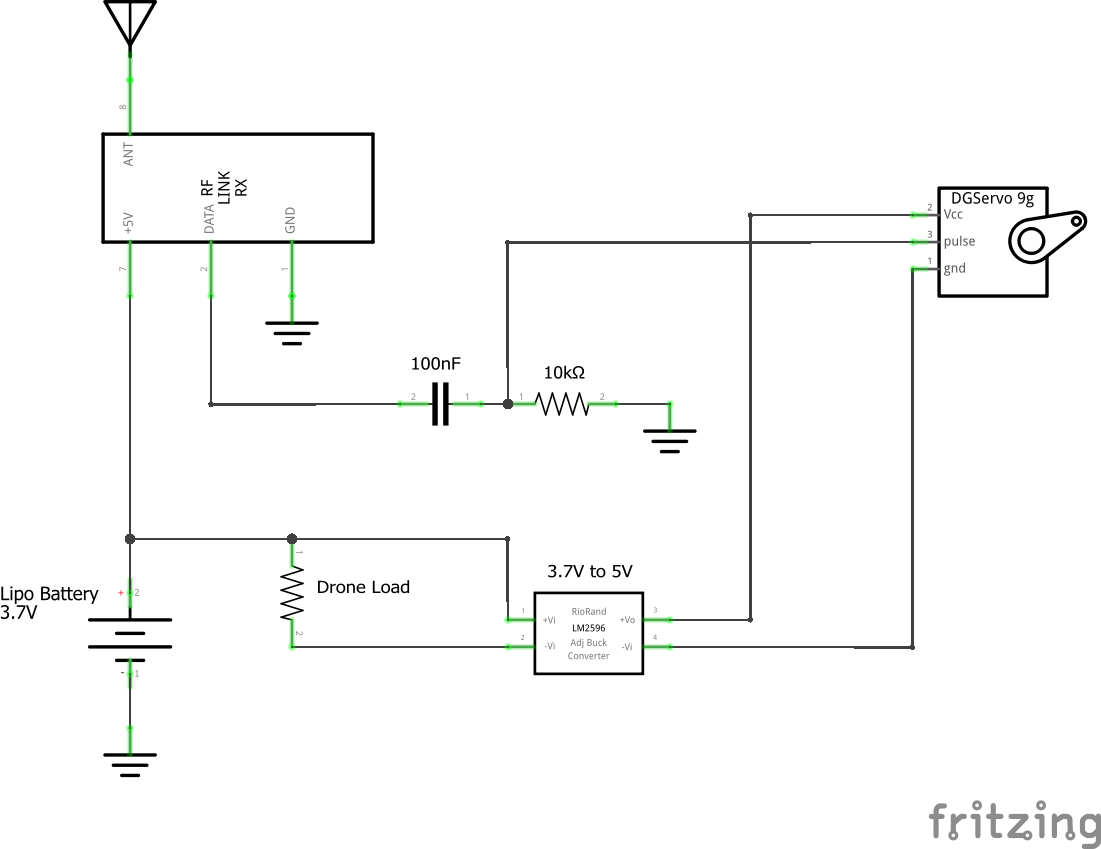 8
ANT
RF
LINK
RX
+5V
DATA
GND
7
2
1
DGServo 9g
2
Vcc
3
pulse
1
gnd
100nF
2
1
10kΩ
1
2
Lipo Battery
3.7V
+
2
-
1
1
Drone Load
2
3.7V to 5V
RioRand
LM2596
Adj Buck
Converter
1
+Vi
2
-Vi
3
+Vo
4
-Vi
fritzing